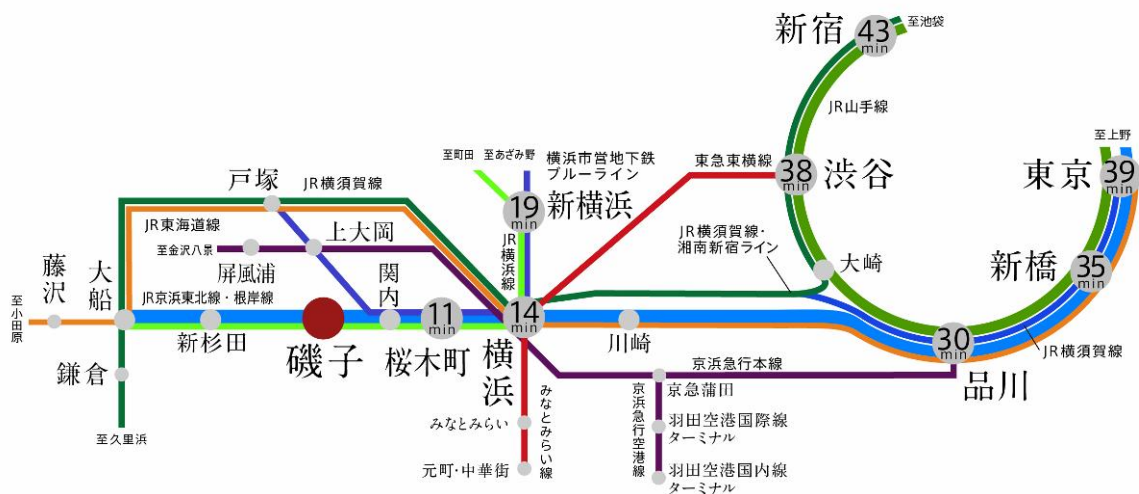 新宿
43
min
至池袋
JR山手線
至上野
至町田
至あざみ野
横浜市営地下鉄
ブルーライン
東急東横線
38
min
渋谷
東京
39
min
戸塚
JR横須賀線
19
min
新横浜
JR東海道線
上大岡
JR横浜線
JR横須賀線・
湘南新宿ライン
大崎
新橋
35
min
至金沢八景
屏風浦
藤沢
大船
関内
JR京浜東北線・根岸線
至小田原
11
min
14
min
30
min
新杉田
磯子
桜木町
横浜
川崎
JR横須賀線
品川
鎌倉
京浜急行本線
京急蒲田
みなとみらい
みなとみらい線
京浜急行空港線
羽田空港国際線
ターミナル
至久里浜
元町・中華街
羽田空港国内線
ターミナル